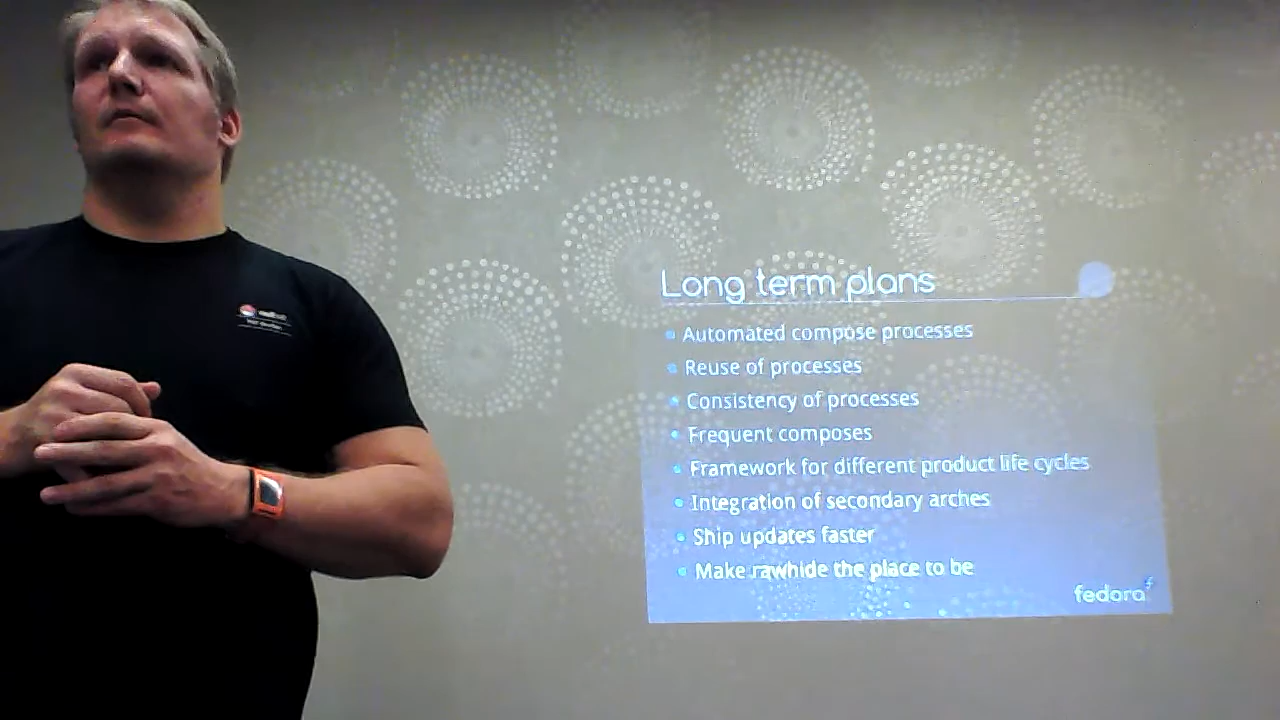 Long term plans
Automated compose processes
Reuse of processes
Consistency of processes
Frequent composes
Framework for different product life cycles
Integration of secondary arches
Ship updates faster
Make rawhide the place to be
fedora